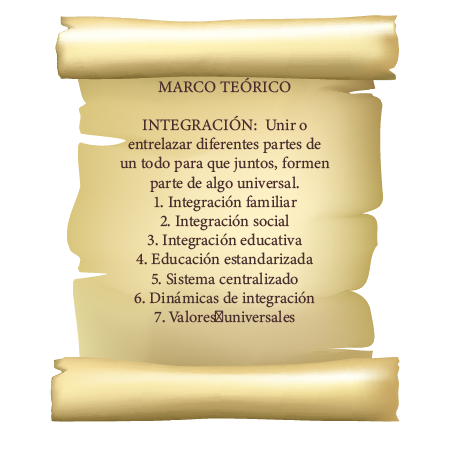 MARCO TEÓRICO
INTEGRACIÓN: Unir o
entrelazar diferentes partes de
un todo para que juntos, formen
parte de algo universal.
1. Integración familiar
2. Integración social
3. Integración educativa
4. Educación estandarizada
5. Sistema centralizado
6. Dinámicas de integración
7. Valores universales